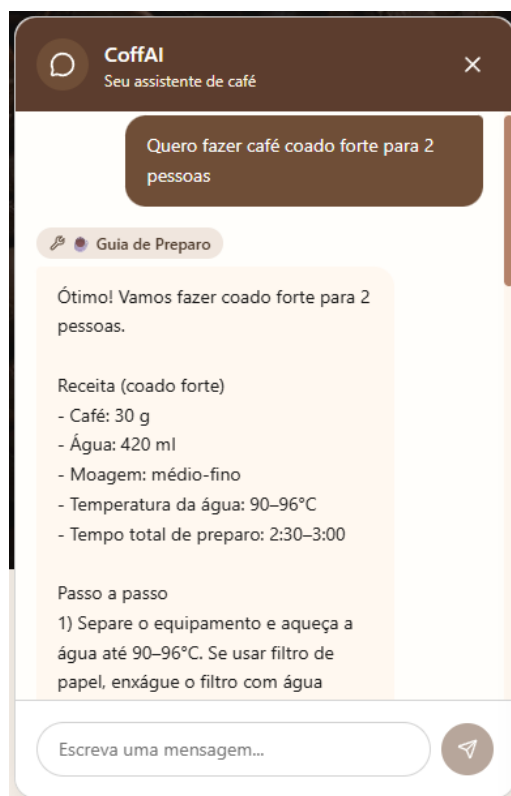 CoffAI
Seu assistente de café
Quero fazer café coado forte para 2
pessoas
Guia de Preparo
Ótimo! Vamos fazer coado forte para 2
pessoas.
Receita (coado forte)
- Café: 30 g
- Água: 420 ml
- Moagem: médio-fino
- Temperatura da água: 90–96°C
- Tempo total de preparo: 2:30–3:00
Passo a passo
1) Separe o equipamento e aqueça a
água até 90–96°C. Se usar filtro de
papel, enxágue o filtro com água
Escreva uma mensagem...